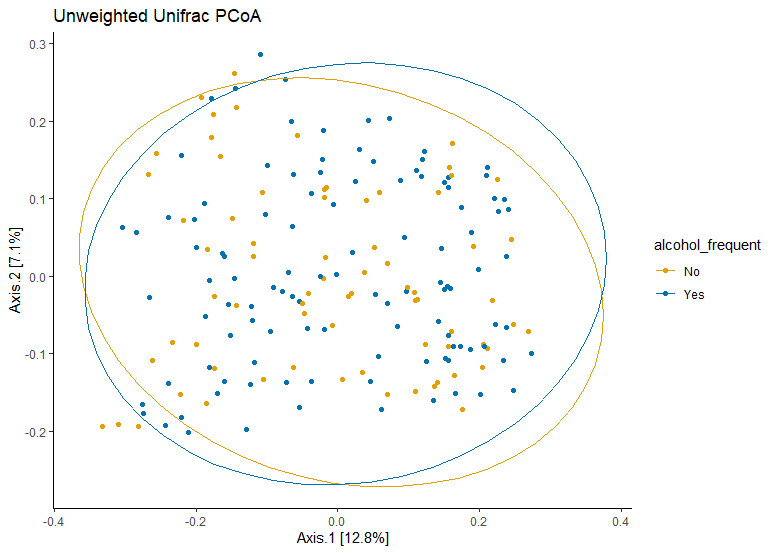 Unweighted Unifrac PCoA
0.3
0.2
0.1
0.0
-0.1
-0.2
Axis.2 [7.1%]
-0.4
-0.2
0.0
0.2
0.4
Axis.1 [12.8%]
alcohol_frequent
No
Yes